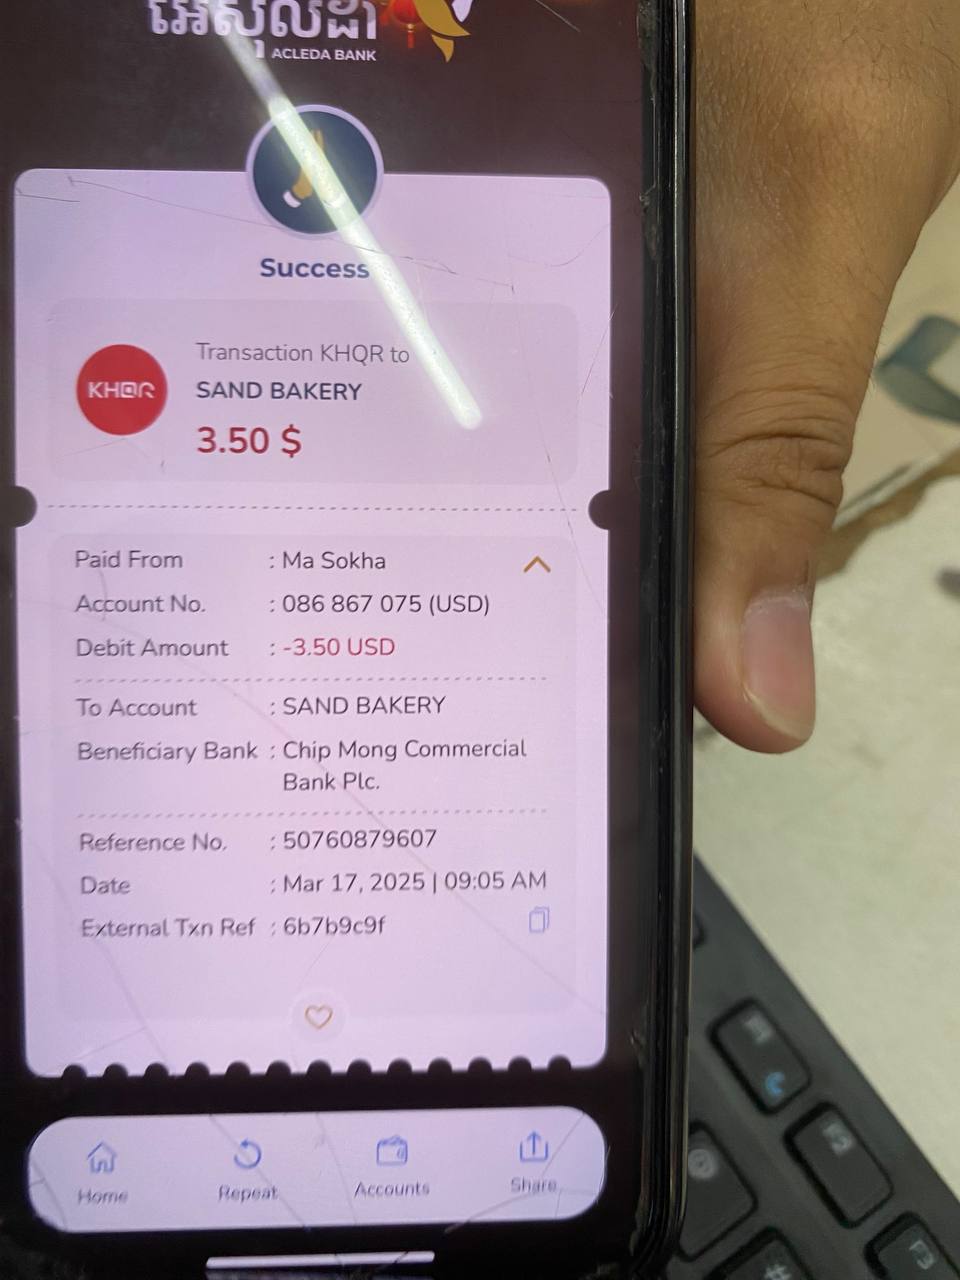 អេស៊ីលីដា
ACLEDA BANK
Success
KHQR
Transaction KHQR to
SAND BAKERY
3.50 $
Paid From : Ma Sokha
Account No. : 086 867 075 (USD)
Debit Amount : -3.50 USD
To Account : SAND BAKERY
Beneficiary Bank : Chip Mong Commercial
Bank Plc.
Reference No. : 50760879607
Date : Mar 17, 2025 | 09:05 AM
External Txn Ref : 6b7b9c9f
Home Repeat Accounts Share